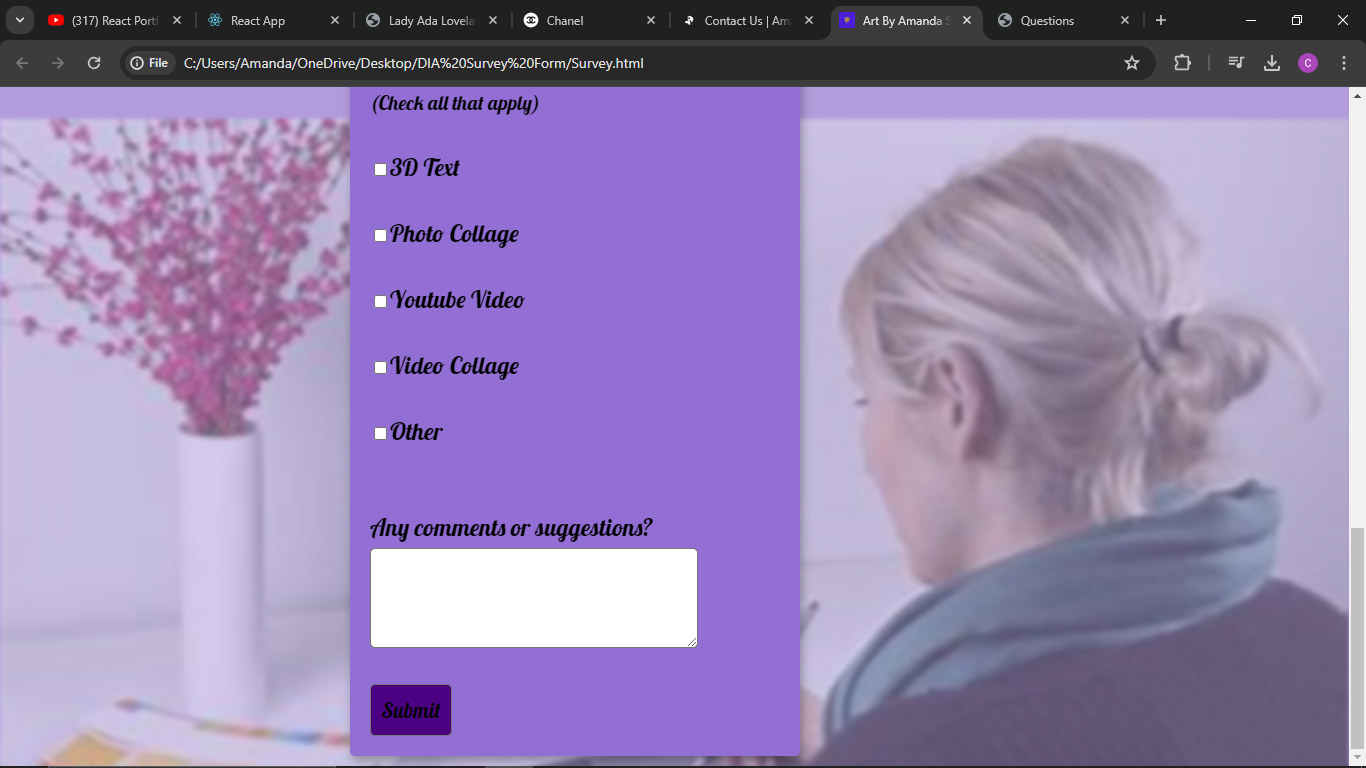 (317) React Portf
React App
Lady Ada Lovela
Chanel
Contact Us | Am
Art By Amanda S
Questions
File
C:/Users/Amanda/OneDrive/Desktop/DIA%20Survey%20Form/Survey.html
C
(Check all that apply)
3D Text
Photo Collage
Youtube Video
Video Collage
Other
Any comments or suggestions?
Submit